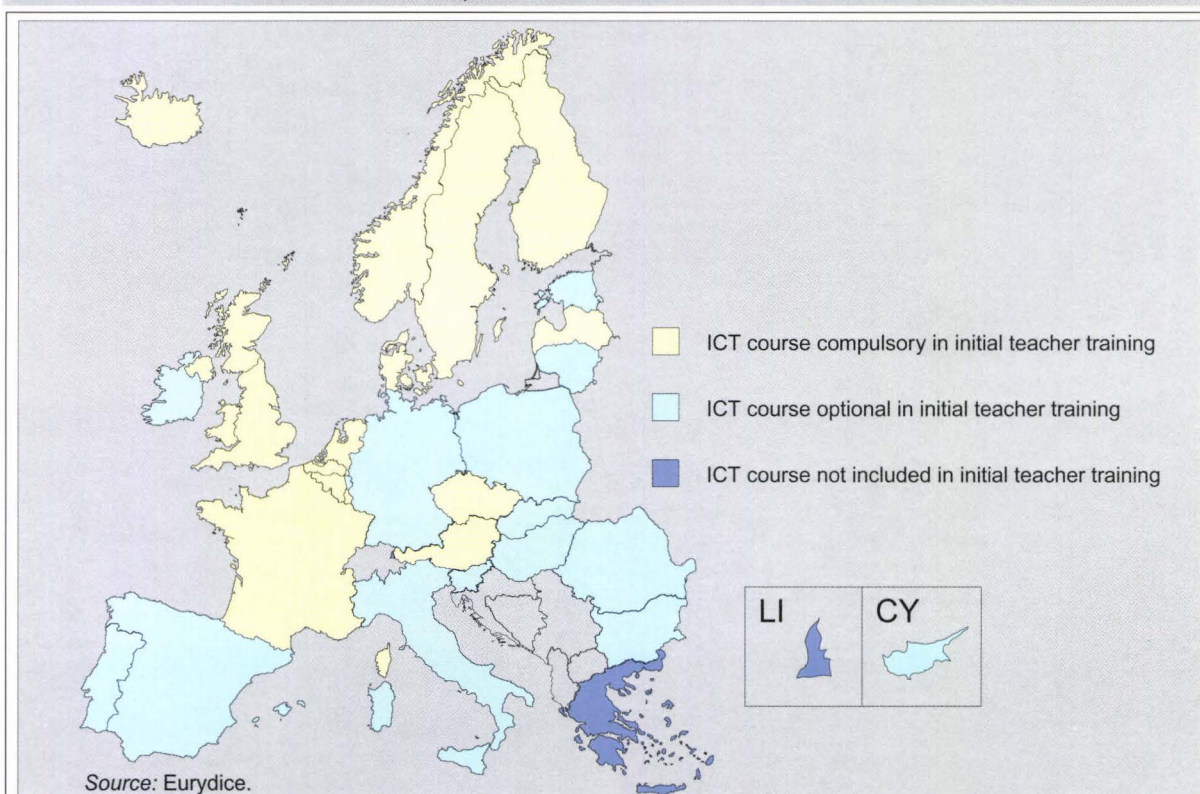 ICT course compulsory in initial teacher training
ICT course optional in initial teacher training
ICT course not included in initial teacher training
LI
CY
Source: Eurydice.